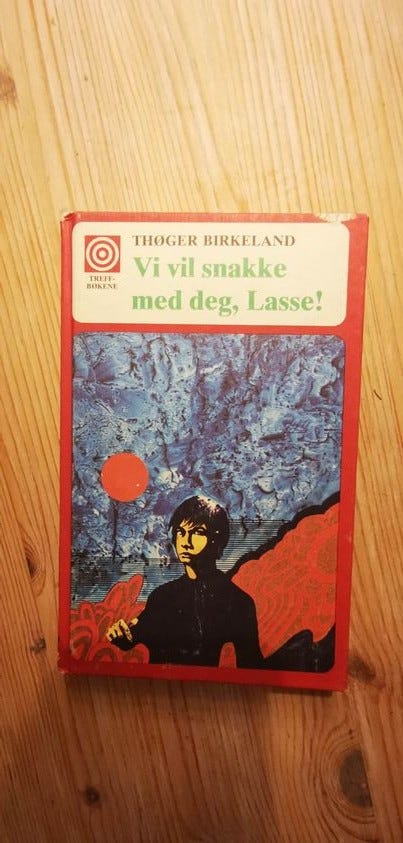 THØGER BIRKELAND
Vi vil snakke
med deg, Lasse!
TREFF-
BØKENE